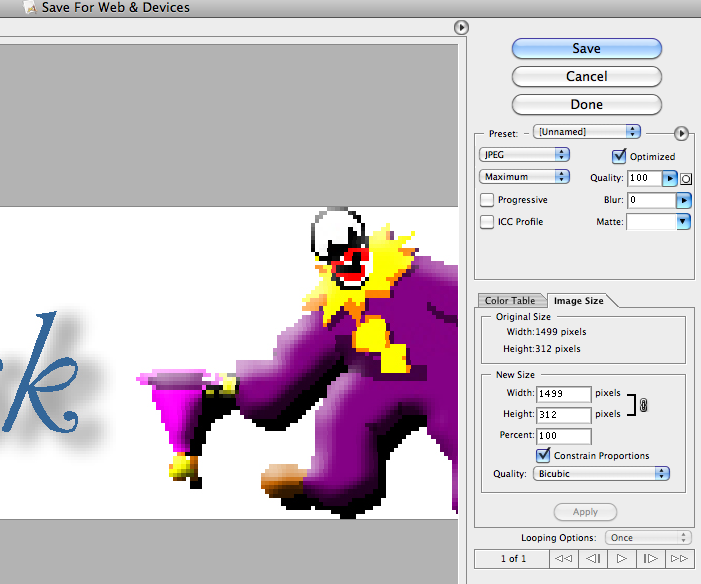 Save For Web & Devices
Save
Cancel
Done
Preset: [Unnamed]
JPEG Optimized
Maximum Quality: 100
Progressive Blur: 0
ICC Profile Matte:
Color Table Image Size
Original Size
Width: 1499 pixels
Height: 312 pixels
New Size
Width: 1499 pixels
Height: 312 pixels
Percent: 100
Constrain Proportions
Quality: Bicubic
Apply
Looping Options: Once
1 of 1
k